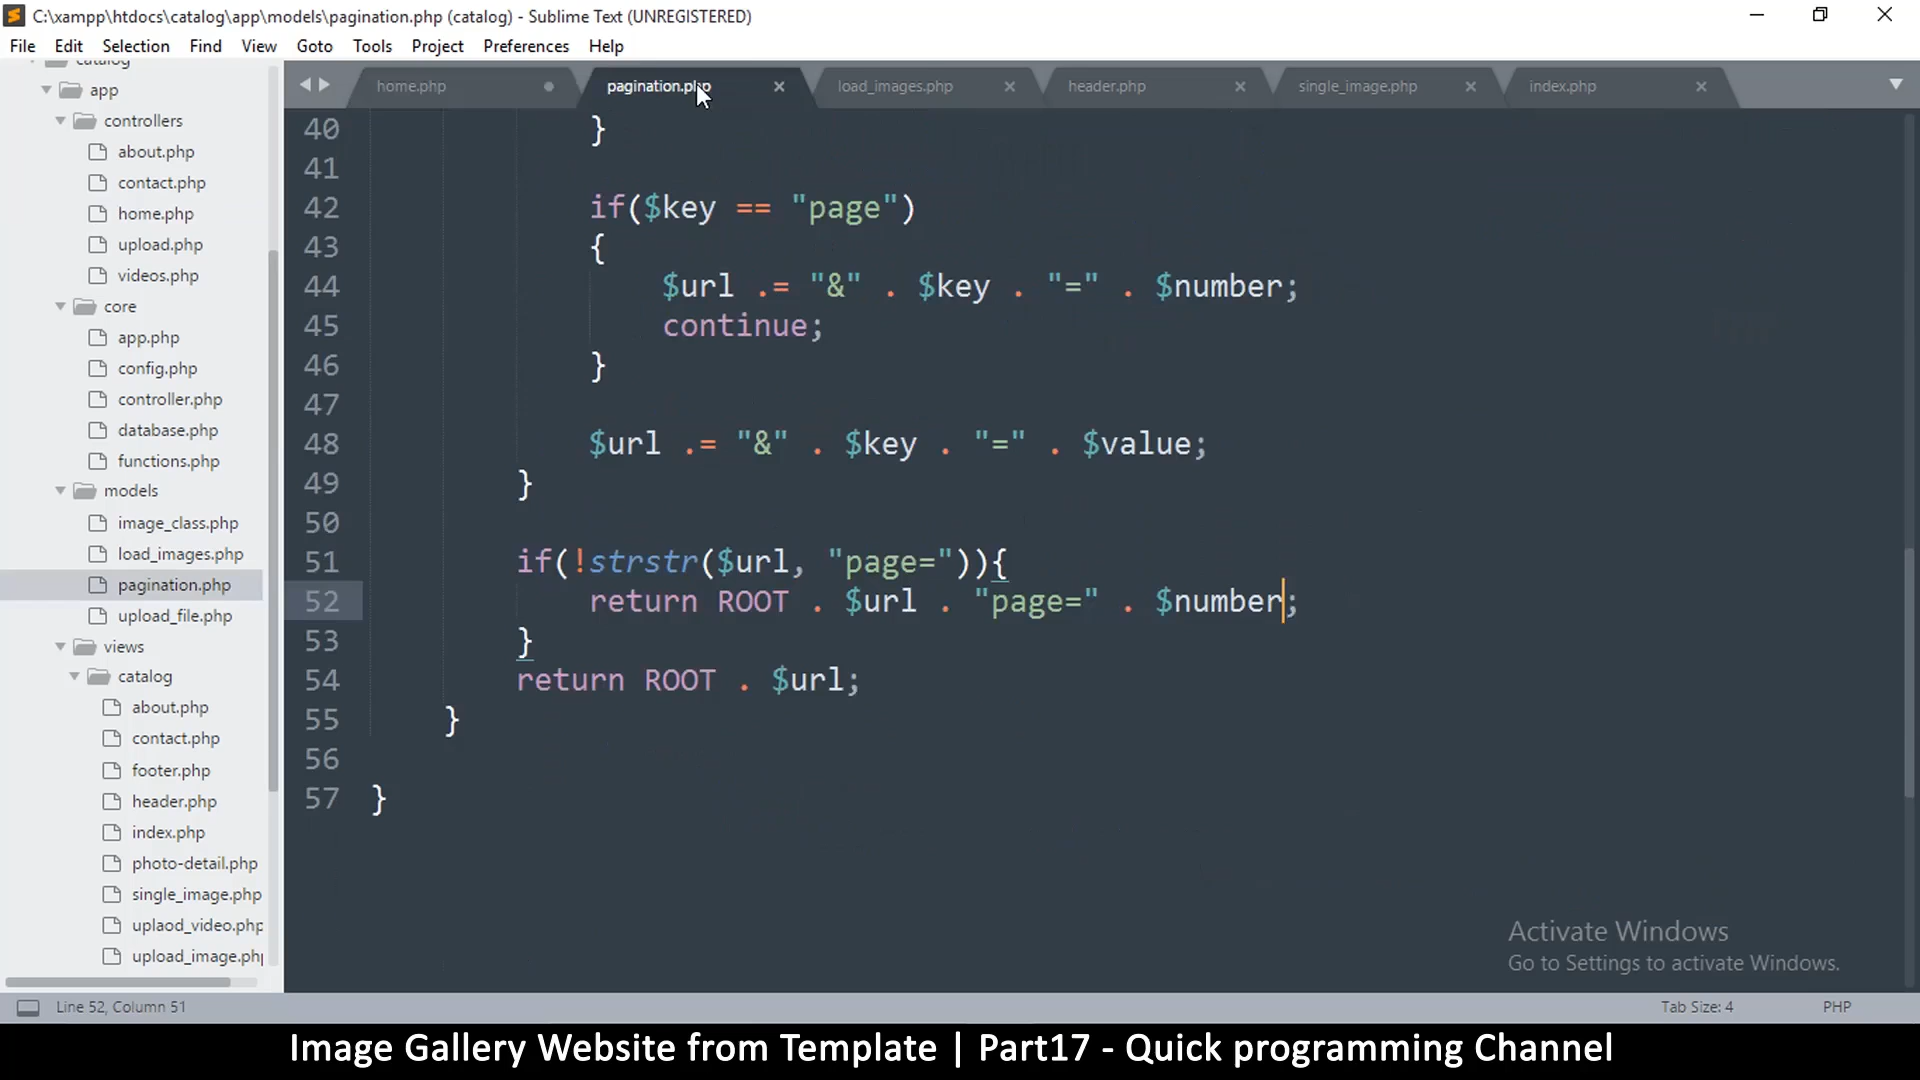 C:\xampp\htdocs\catalog\app\models\pagination.php (catalog) - Sublime Text (UNREGISTERED)
File Edit Selection Find View Goto Tools Project Preferences Help
home.php pagination.php load_images.php header.php single_image.php index.php
catalog
app
controllers
about.php
contact.php
home.php
upload.php
videos.php
core
app.php
config.php
controller.php
database.php
functions.php
models
image_class.php
load_images.php
pagination.php
upload_file.php
views
catalog
about.php
contact.php
footer.php
header.php
index.php
photo-detail.php
single_image.php
uplaod_video.php
upload_image.ph
40 }
41
42 if($key == "page")
43 {
44 $url .= "&" . $key . "=" . $number;
45 continue;
46 }
47
48 $url .= "&" . $key . "=" . $value;
49 }
50
51 if(!strstr($url, "page=")){
52 return ROOT . $url . "page=" . $number;
53 }
54 return ROOT . $url;
55 }
56
57 }
Activate Windows
Go to Settings to activate Windows.
Line 52, Column 51 Tab Size: 4 PHP
Image Gallery Website from Template | Part17 - Quick programming Channel